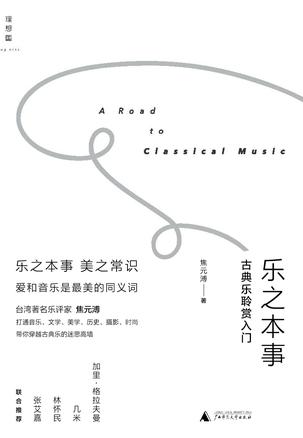 理想国
A Road
to
Classical Music
乐之本事
古典乐聆赏入门
焦元溥——著
乐之本事 美之常识
爱和音乐是最美的同义词
台湾著名乐评家 焦元溥
打通音乐、文学、美学、历史、摄影、时尚
带你穿越古典乐的迷思高墙
加里·格拉夫曼
几米
林怀民
张艾嘉
联合推荐
广西师范大学出版社